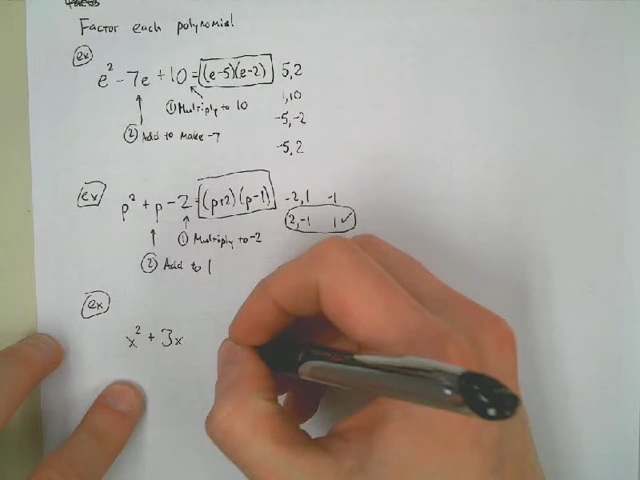 Factor each polynomial
ex
e² - 7e + 10 = (e-5)(e-2) 5,2
1,10
① Multiply to 10
-5,-2
② Add to make -7
-5,2
ex
p² + p - 2 = (p+2)(p-1) -2,1 -1
2,-1 1 ✓
① Multiply to -2
② Add to 1
ex
x² + 3x